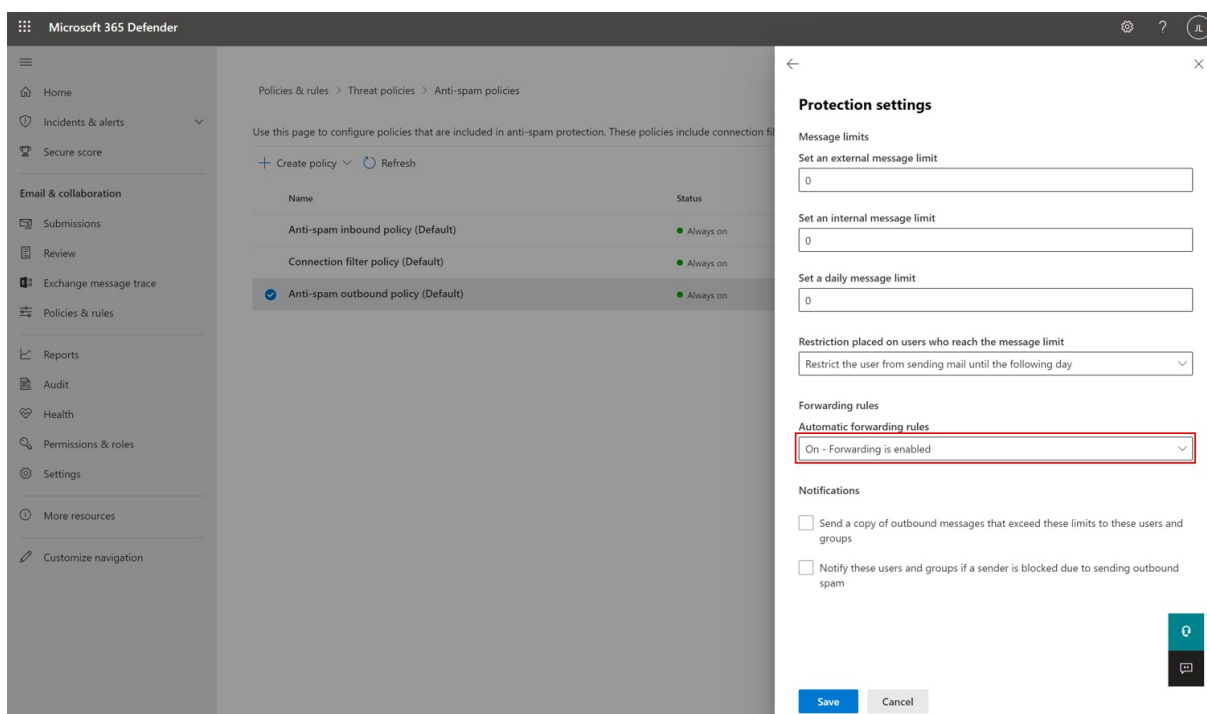 Microsoft 365 Defender
?
JL
Home
Incidents & alerts
Secure score
Email & collaboration
Submissions
Review
Exchange message trace
Policies & rules
Reports
Audit
Health
Permissions & roles
Settings
More resources
Customize navigation
Policies & rules > Threat policies > Anti-spam policies
Use this page to configure policies that are included in anti-spam protection. These policies include connection fil
Create policy
Refresh
Name Status
Anti-spam inbound policy (Default) Always on
Connection filter policy (Default) Always on
Anti-spam outbound policy (Default) Always on
Protection settings
Message limits
Set an external message limit
0
Set an internal message limit
0
Set a daily message limit
0
Restriction placed on users who reach the message limit
Restrict the user from sending mail until the following day
Forwarding rules
Automatic forwarding rules
On - Forwarding is enabled
Notifications
Send a copy of outbound messages that exceed these limits to these users and
groups
Notify these users and groups if a sender is blocked due to sending outbound
spam
Save Cancel